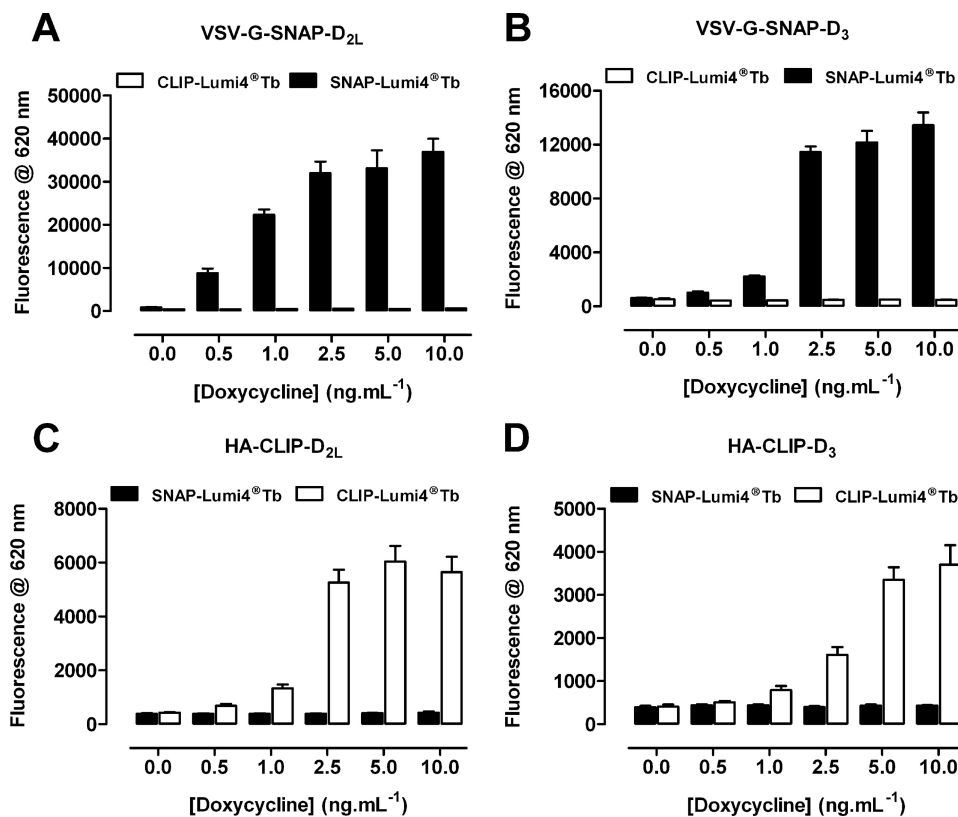 A
VSV-G-SNAP-D2L
CLIP-Lumi4®Tb SNAP-Lumi4®Tb
Fluorescence @ 620 nm
50000
40000
30000
20000
10000
0
0.0 0.5 1.0 2.5 5.0 10.0
[Doxycycline] (ng.mL-1)
B
VSV-G-SNAP-D3
CLIP-Lumi4®Tb SNAP-Lumi4®Tb
Fluorescence @ 620 nm
16000
12000
8000
4000
0
0.0 0.5 1.0 2.5 5.0 10.0
[Doxycycline] (ng.mL-1)
C
HA-CLIP-D2L
SNAP-Lumi4®Tb CLIP-Lumi4®Tb
Fluorescence @ 620 nm
8000
6000
4000
2000
0
0.0 0.5 1.0 2.5 5.0 10.0
[Doxycycline] (ng.mL-1)
D
HA-CLIP-D3
SNAP-Lumi4®Tb CLIP-Lumi4®Tb
Fluorescence @ 620 nm
5000
4000
3000
2000
1000
0
0.0 0.5 1.0 2.5 5.0 10.0
[Doxycycline] (ng.mL-1)